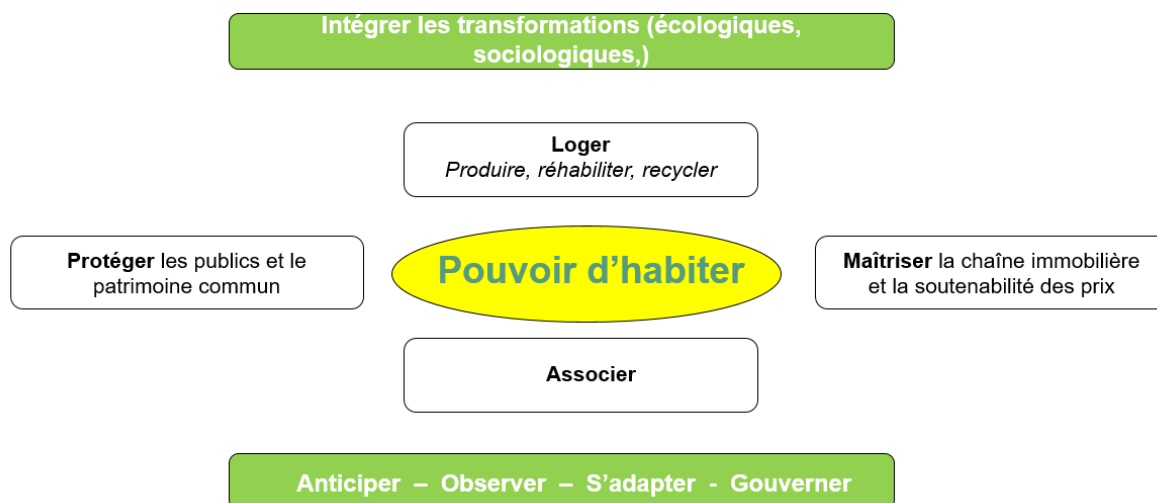 Intégrer les transformations (écologiques,
sociologiques,)
Loger
Produire, réhabiliter, recycler
Protéger les publics et le
patrimoine commun
Pouvoir d’habiter
Maîtriser la chaîne immobilière
et la soutenabilité des prix
Associer
Anticiper – Observer – S’adapter - Gouverner